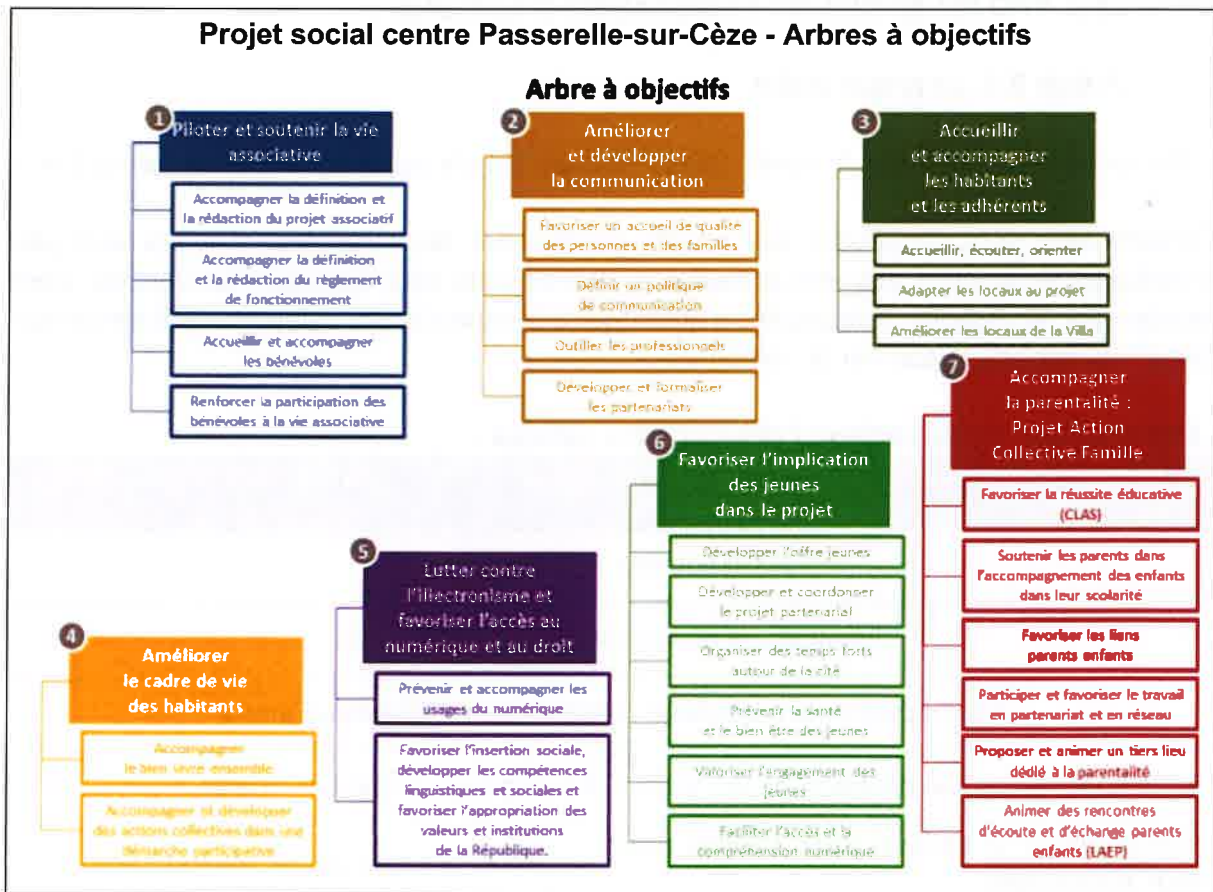 Projet social centre Passerelle-sur-Cèze - Arbres à objectifs
Arbre à objectifs
1
Piloter et soutenir la vie
associative
Accompagner la définition et
la rédaction du projet associatif
Accompagner la définition
et la rédaction du règlement
de fonctionnement
Accueillir et accompagner
les bénévoles
Renforcer la participation des
bénévoles à la vie associative
2
Améliorer
et développer
la communication
Favoriser un accueil de qualité
des personnes et des familles
Définir un politique
de communication
Outiller les professionnels
Développer et formaliser
les partenariats
3
Accueillir
et accompagner
les habitants
et les adhérents
Accueillir, écouter, orienter
Adapter les locaux au projet
Améliorer les locaux de la Villa
4
Améliorer
le cadre de vie
des habitants
Accompagner
le bien vivre ensemble
Accompagner et développer
des actions collectives dans une
démarche participative
5
Lutter contre
l'illectronisme et
favoriser l'accès au
numérique et au droit
Prévenir et accompagner les
usages du numérique
Favoriser l'insertion sociale,
développer les compétences
linguistiques et sociales et
favoriser l'appropriation des
valeurs et institutions
de la République.
6
Favoriser l'implication
des jeunes
dans le projet
Développer l'offre jeunes
Développer et coordonner
le projet partenarial
Organiser des temps forts
autour de la cité
Prévenir la santé
et le bien être des jeunes
Valoriser l'engagement des
jeunes
Faciliter l'accès et la
compréhension numérique
7
Accompagner
la parentalité :
Projet Action
Collective Famille
Favoriser la réussite éducative
(CLAS)
Soutenir les parents dans
l'accompagnement des enfants
dans leur scolarité
Favoriser les liens
parents enfants
Participer et favoriser le travail
en partenariat et en réseau
Proposer et animer un tiers lieu
dédié à la parentalité
Animer des rencontres
d'écoute et d'échange parents
enfants (LAEP)